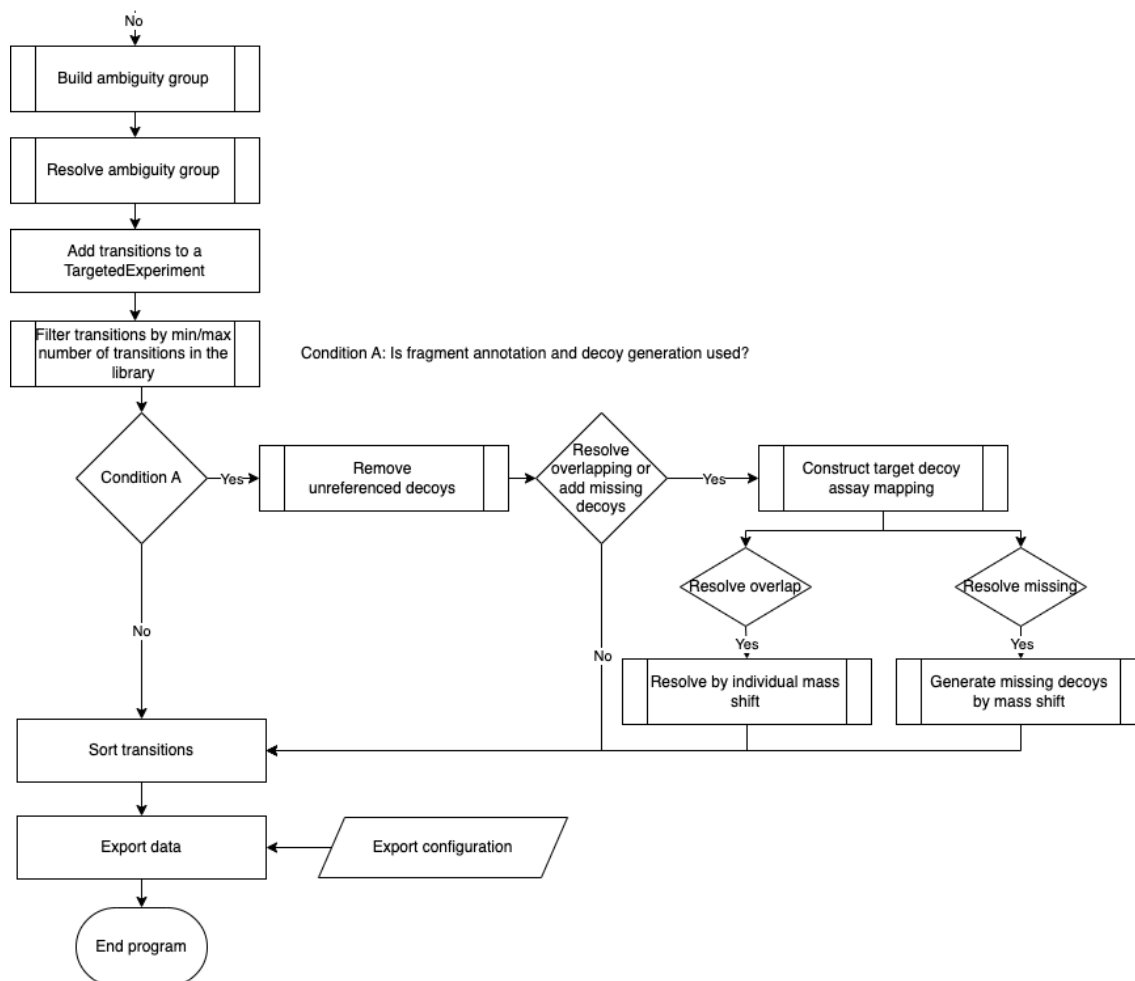 No
Build ambiguity group
Resolve ambiguity group
Add transitions to a
TargetedExperiment
Filter transitions by min/max
number of transitions in the
library
Condition A: Is fragment annotation and decoy generation used?
Condition A
Yes
Remove
unreferenced decoys
Resolve
overlapping or
add missing
decoys
Yes
Construct target decoy
assay mapping
Resolve overlap
Resolve missing
No
No
Yes
Yes
Resolve by individual mass
shift
Generate missing decoys
by mass shift
Sort transitions
Export data
Export configuration
End program